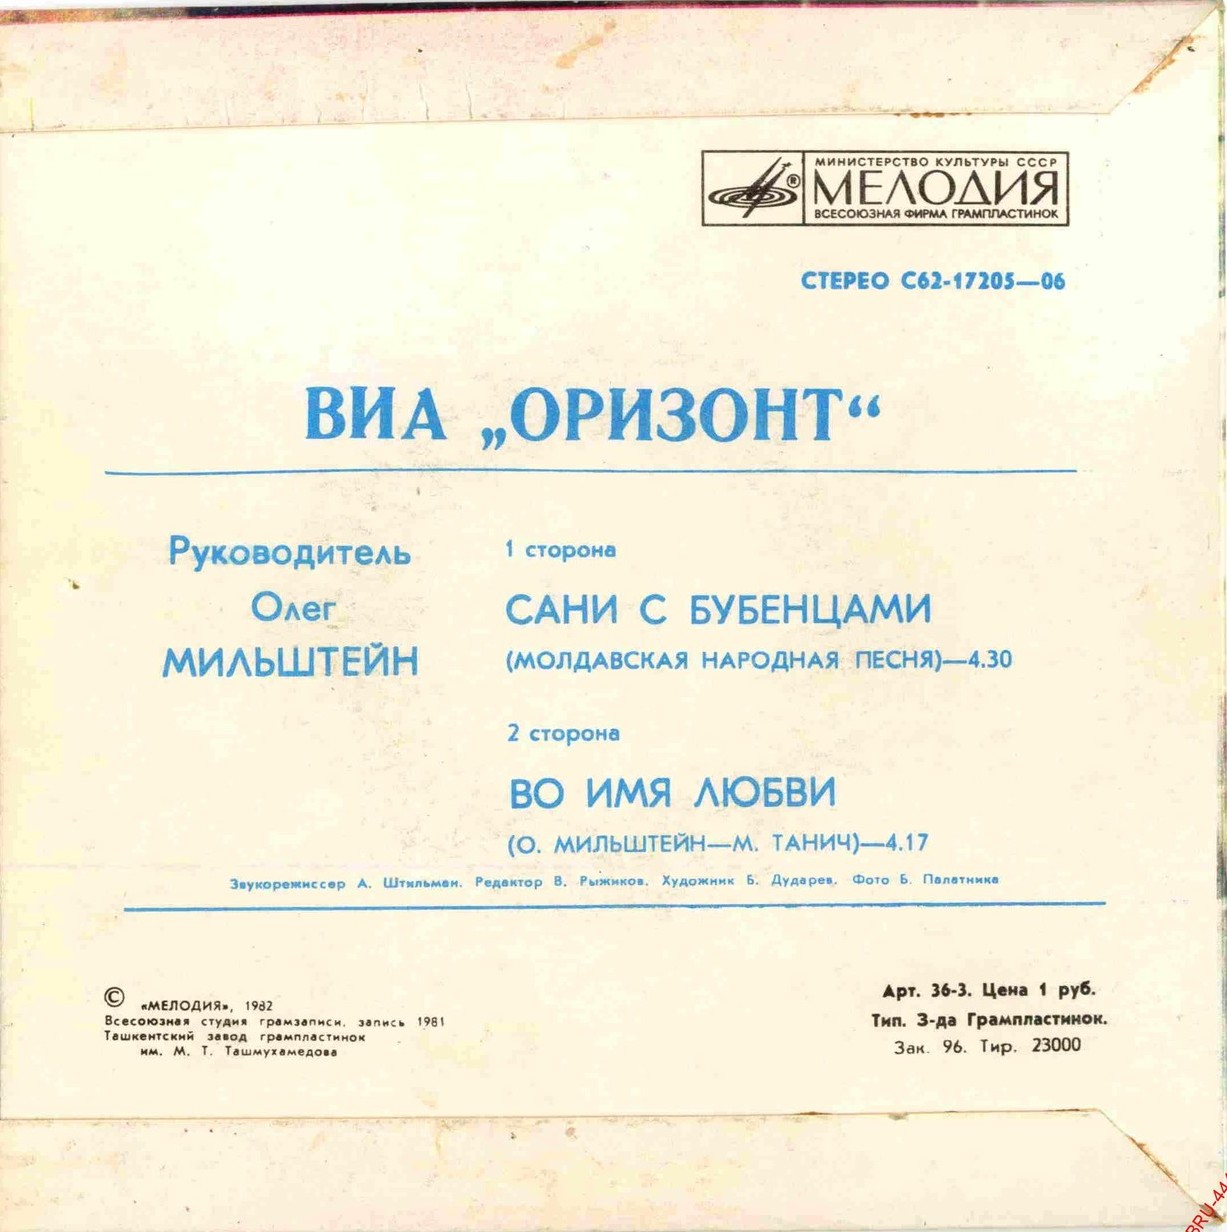 МИНИСТЕРСТВО КУЛЬТУРЫ СССР
® МЕЛОДИЯ
ВСЕСОЮЗНАЯ ФИРМА ГРАМПЛАСТИНОК
СТЕРЕО С62-17205—06
ВИА „ОРИЗОНТ“
Руководитель
Олег
МИЛЬШТЕЙН
1 сторона
САНИ С БУБЕНЦАМИ
(МОЛДАВСКАЯ НАРОДНАЯ ПЕСНЯ)—4.30
2 сторона
ВО ИМЯ ЛЮБВИ
(О. МИЛЬШТЕЙН—М. ТАНИЧ)—4.17
Звукорежиссер А. Штильман. Редактор В. Рыжиков. Художник Б. Дударев. Фото Б. Палатника
© «МЕЛОДИЯ», 1982
Всесоюзная студия грамзаписи. запись 1981
Ташкентский завод грампластинок
им. М. Т. Ташмухамедова
Арт. 36-3. Цена 1 руб.
Тип. З-да Грампластинок.
Зак. 96. Тир. 23000